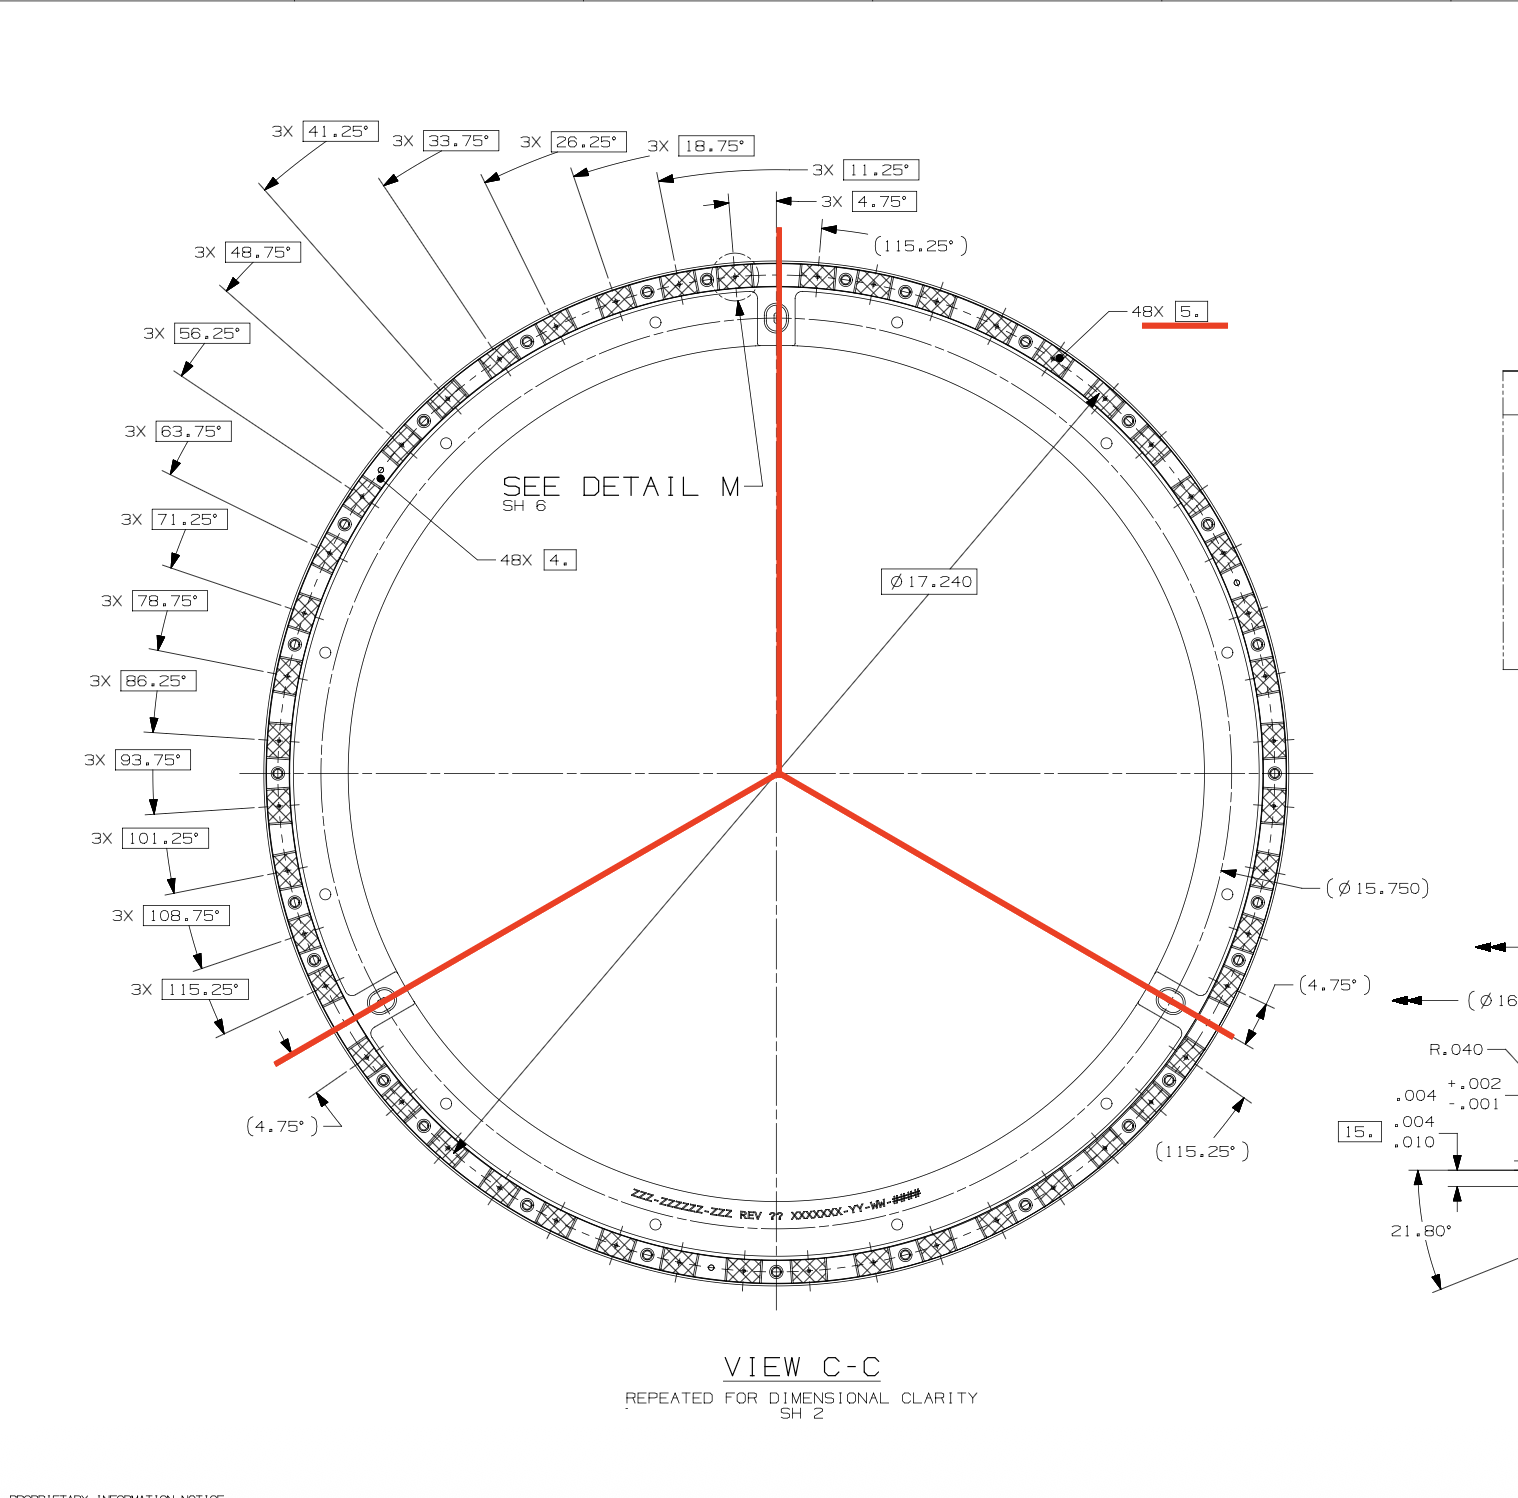 3X 41.25°
3X 33.75°
3X 26.25°
3X 18.75°
3X 11.25°
3X 4.75°
(115.25°)
3X 48.75°
48X 5.
3X 56.25°
3X 63.75°
SEE DETAIL M
SH 6
3X 71.25°
48X 4.
Ø17.240
3X 78.75°
3X 86.25°
3X 93.75°
3X 101.25°
(Ø15.750)
3X 108.75°
3X 115.25°
(4.75°)
(Ø16
R.040
.004 +.002
-.001
15. .004
.010
(4.75°)
(115.25°)
21.80°
ZZZ-ZZZZZZ-ZZZ REV ?? XXXXXXX-YY-WW-####
VIEW C-C
REPEATED FOR DIMENSIONAL CLARITY
SH 2
PROPRIETARY INFORMATION NOTICE